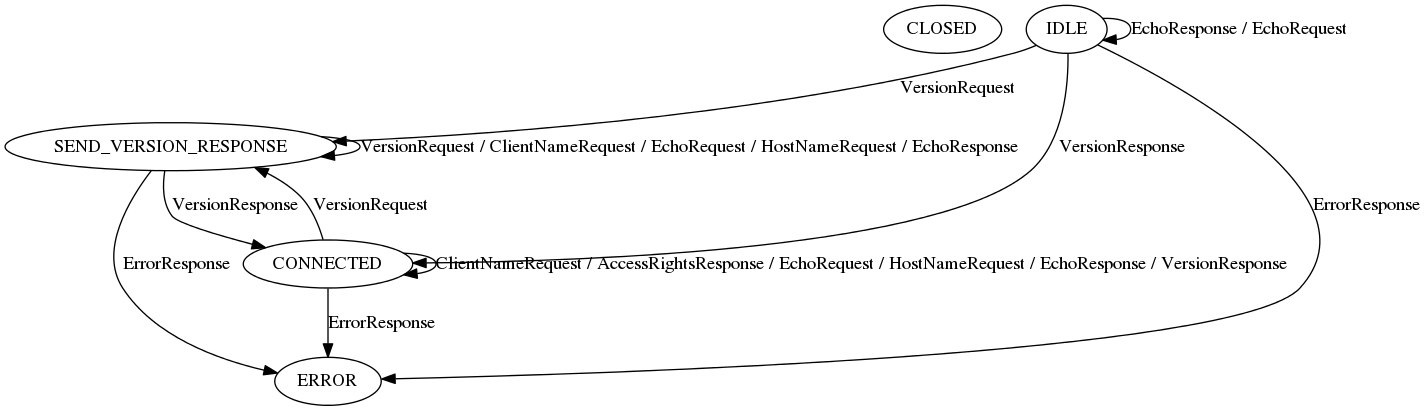 CLOSED
IDLE
EchoResponse / EchoRequest
VersionRequest
SEND_VERSION_RESPONSE
VersionRequest / ClientNameRequest / EchoRequest / HostNameRequest / EchoResponse
VersionResponse
VersionResponse
VersionRequest
ErrorResponse
ErrorResponse
CONNECTED
ClientNameRequest / AccessRightsResponse / EchoRequest / HostNameRequest / EchoResponse / VersionResponse
ErrorResponse
ERROR